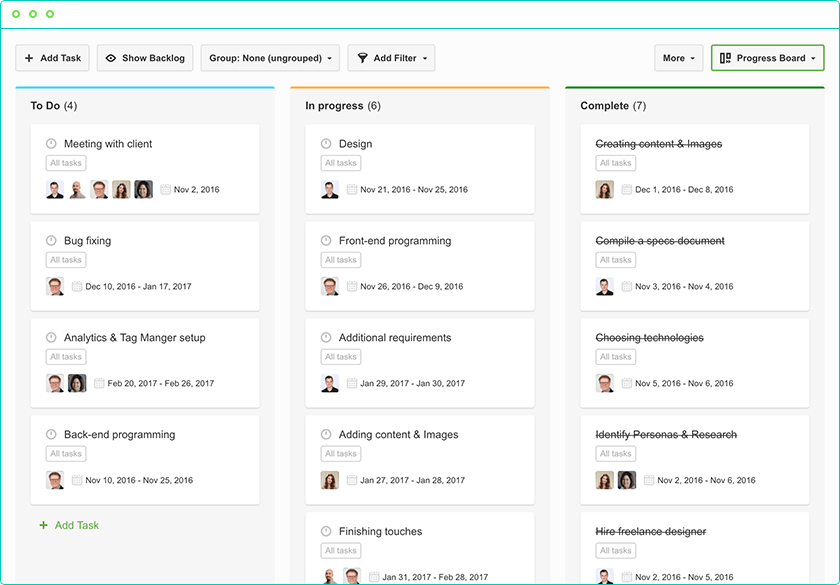 + Add Task
Show Backlog
Group: None (ungrouped)
Add Filter
More
Progress Board
To Do (4)
Meeting with client
All tasks
Nov 2, 2016
Bug fixing
All tasks
Dec 10, 2016 - Jan 17, 2017
Analytics & Tag Manger setup
All tasks
Feb 20, 2017 - Feb 26, 2017
Back-end programming
All tasks
Nov 10, 2016 - Nov 25, 2016
+ Add Task
In progress (6)
Design
All tasks
Nov 21, 2016 - Nov 25, 2016
Front-end programming
All tasks
Nov 26, 2016 - Dec 9, 2016
Additional requirements
All tasks
Jan 29, 2017 - Jan 30, 2017
Adding content & Images
All tasks
Jan 27, 2017 - Jan 28, 2017
Finishing touches
All tasks
Jan 31, 2017 - Feb 28, 2017
Complete (7)
Creating content & Images
All tasks
Dec 1, 2016 - Dec 8, 2016
Compile a specs document
All tasks
Nov 3, 2016 - Nov 4, 2016
Choosing technologies
All tasks
Nov 5, 2016 - Nov 6, 2016
Identify Personas & Research
All tasks
Nov 2, 2016 - Nov 6, 2016
Hire freelance designer
All tasks
Nov 2, 2016 - Nov 5, 2016